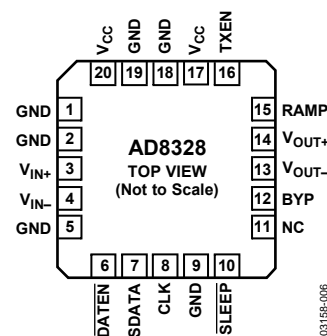 VCC
GND
GND
VCC
TXEN
20
19
18
17
16
GND 1
GND 2
VIN+ 3
VIN– 4
GND 5
AD8328
TOP VIEW
(Not to Scale)
15 RAMP
14 VOUT+
13 VOUT–
12 BYP
11 NC
6
7
8
9
10
DATEN
SDATA
CLK
GND
SLEEP
03158-006